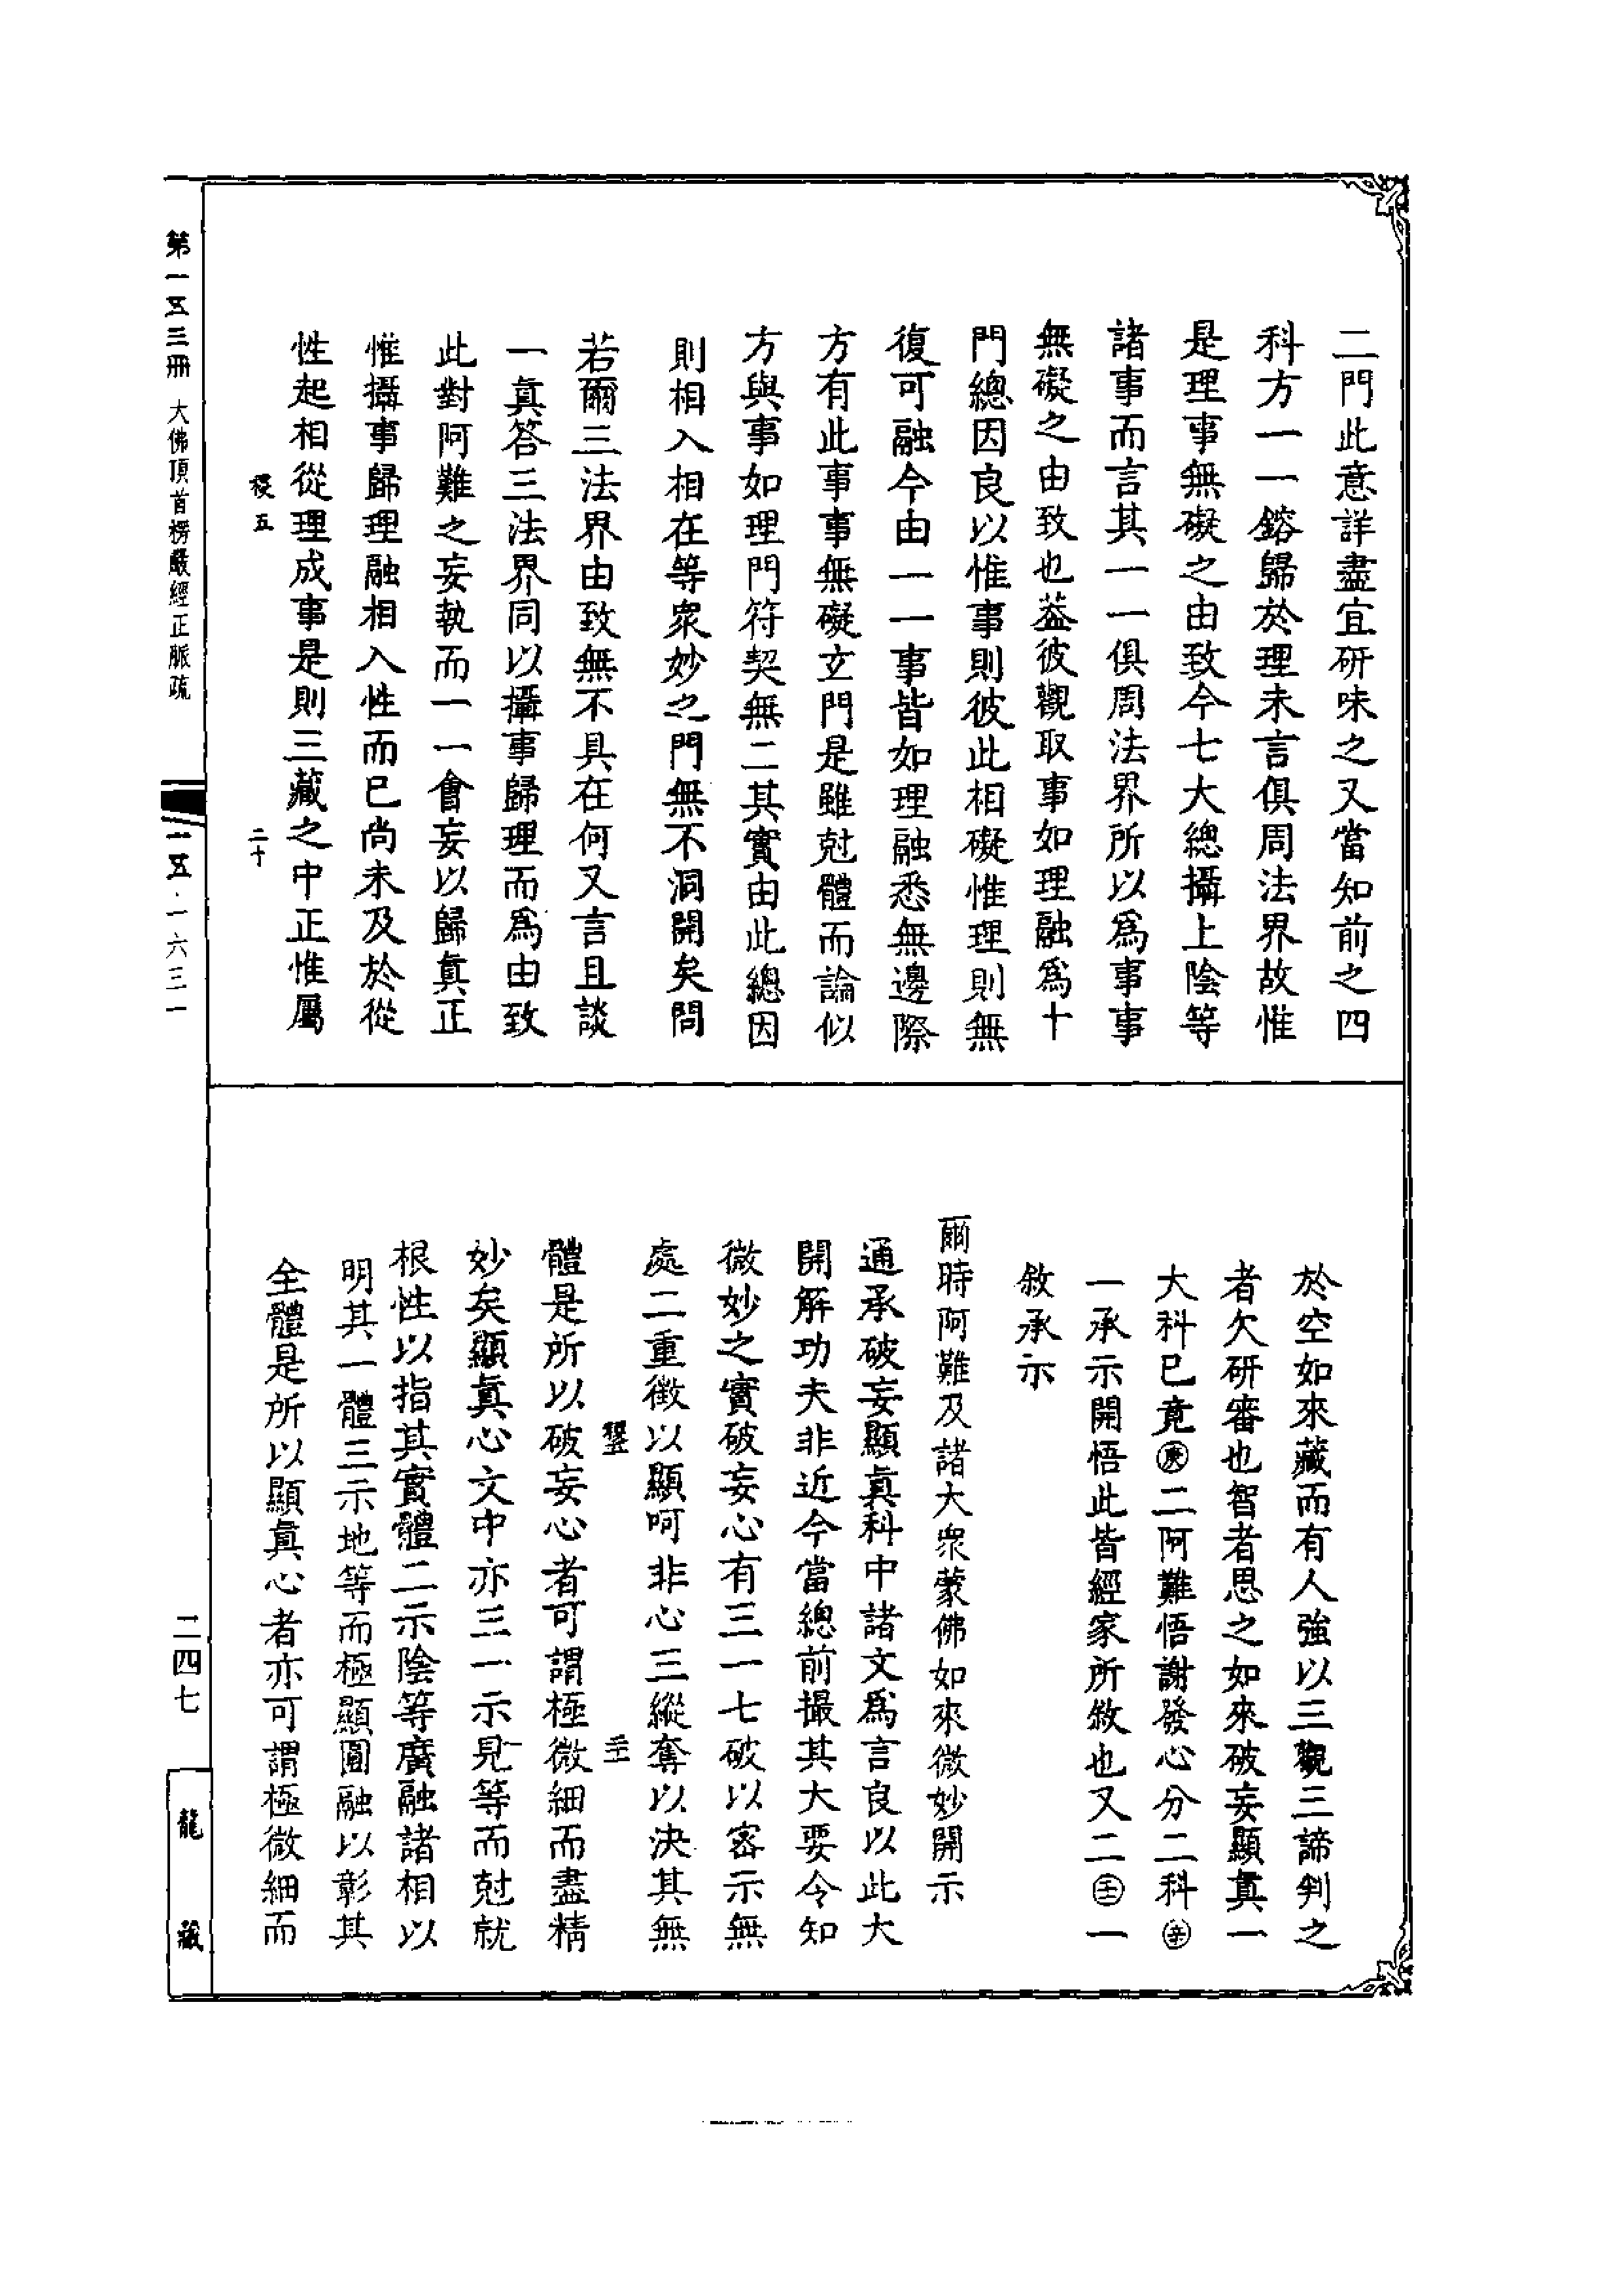 二門此意詳盡宜研味之又當知前之四
科方一一鎔歸於理未言俱周法界故惟
是理事無礙之由致今七大總攝上陰等
諸事而言其一一俱周法界所以爲事事
無礙之由致也葢彼觀取事如理融爲十
門總因良以惟事則彼此相礙惟理則無
復可融今由一一事皆如理融悉無邊際
方有此事事無礙立門是雖尅體而論似
方與事如理門符契無二其實由此總因
則相入相在等衆妙之門無不洞開矣問
若爾三法界由致無不具在何又言且談
一真答三法界同以攝事歸理而爲由致
此對阿難之妄執而一一會妄以歸真正
惟攝事歸理融相入性而已尚未及於從
性起相從理成事是則三藏之中正惟屬
稷五
二十
於空如來藏而有人強以三觀三諦判之
者欠研審也智者思之如來破妄顯真一
大科已竟㊎二阿難悟謝發心分二科㊛
一承示開悟此皆經家所敘也又二㊋一
敘承示
爾時阿難及諸大衆蒙佛如來微妙開示
通承破妄顯真科中諸文爲言良以此大
開解功夫非近今當總前撮其大要令知
微妙之實破妄心有三一七破以密示無
處二重徵以顯呵非心三縱奪以決其無
體是所以破妄心者可謂極微細而盡精
妙矣顯真心文中亦三一示見等而尅就
根性以指其實體二示陰等廣融諸相以
明其一體三示地等而極顯圓融以彰其
全體是所以顯真心者亦可謂極微細而
第一五三冊 大佛頂首楞嚴經正脈疏
一五·一六三一
二四七
龍藏